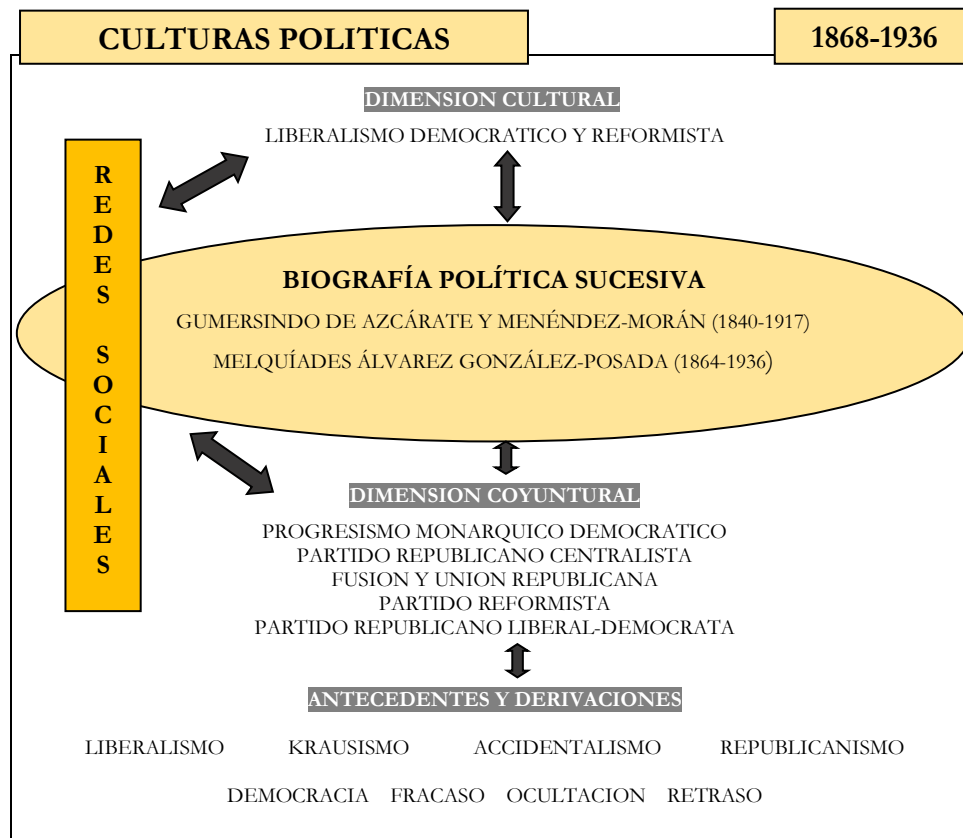 CULTURAS POLITICAS
1868-1936
DIMENSION CULTURAL
LIBERALISMO DEMOCRATICO Y REFORMISTA
REDES SOCIALES
BIOGRAFÍA POLÍTICA SUCESIVA
GUMERSINDO DE AZCÁRATE Y MENÉNDEZ-MORÁN (1840-1917)
MELQUÍADES ÁLVAREZ GONZÁLEZ-POSADA (1864-1936)
DIMENSION COYUNTURAL
PROGRESISMO MONARQUICO DEMOCRATICO
PARTIDO REPUBLICANO CENTRALISTA
FUSION Y UNION REPUBLICANA
PARTIDO REFORMISTA
PARTIDO REPUBLICANO LIBERAL-DEMOCRATA
ANTECEDENTES Y DERIVACIONES
LIBERALISMO KRAUSISMO ACCIDENTALISMO REPUBLICANISMO
DEMOCRACIA FRACASO OCULTACION RETRASO